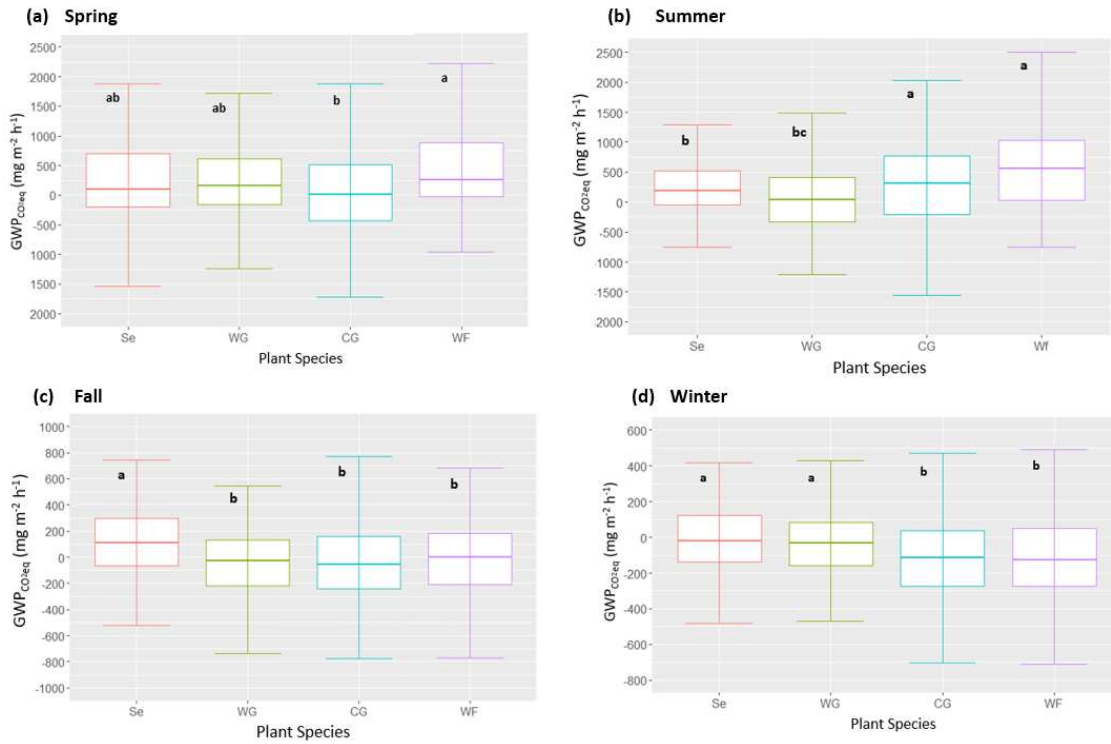 (a) Spring
GWP_CO²eq (mg m⁻² h⁻¹)
2500
2000
1500
1000
500
0
-500
1000
1500
2000
ab
ab
b
a
Se WG CG WF
Plant Species
(b) Summer
GWP_CO²eq (mg m⁻² h⁻¹)
2500
2000
1500
1000
500
0
-500
1000
-1500
2000
b
bc
a
a
Se WG CG Wf
Plant Species
(c) Fall
GWP_CO²eq (mg m⁻² h⁻¹)
1000
800
600
400
200
0
-200
-400
-600
-800
-1000
a
b
b
b
Se WG CG WF
Plant Species
(d) Winter
GWP_CO²eq (mg m⁻² h⁻¹)
600
400
200
0
-200
-400
-600
-800
a
a
b
b
Se WG CG WF
Plant Species